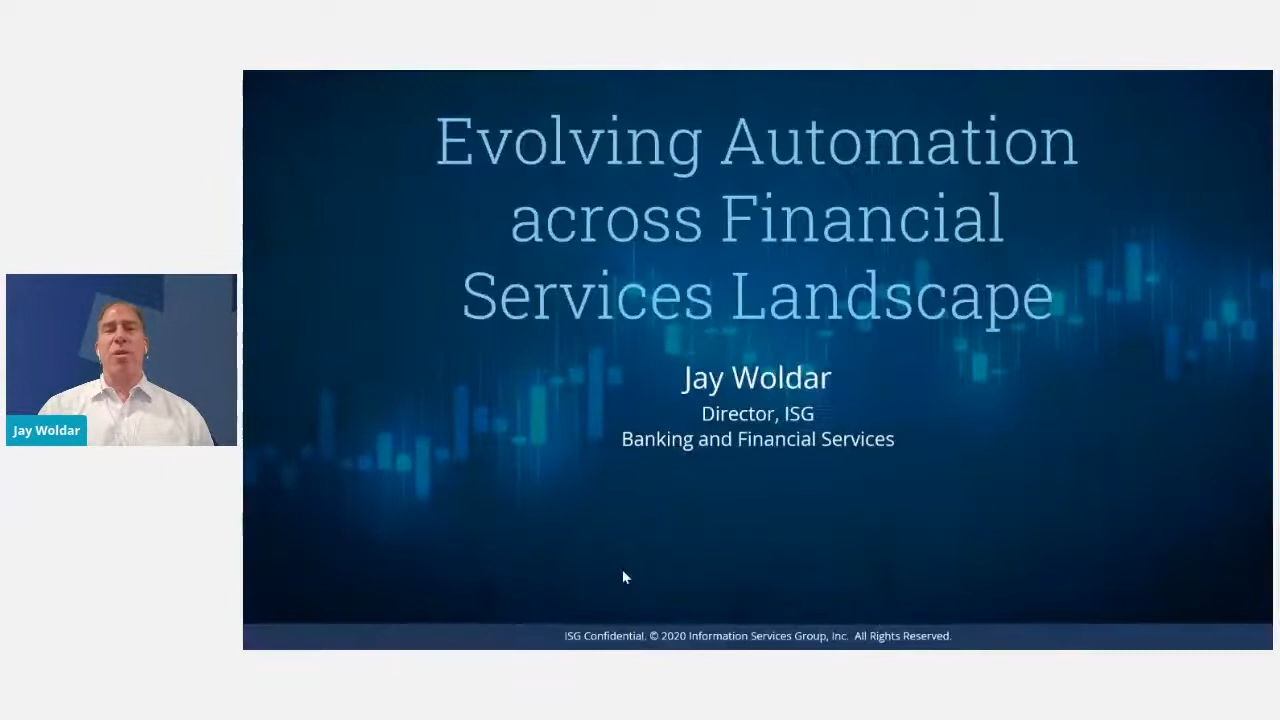 Evolving Automation
across Financial
Services Landscape
Jay Woldar
Director, ISG
Banking and Financial Services
Jay Woldar
ISG Confidential. © 2020 Information Services Group, Inc. All Rights Reserved.